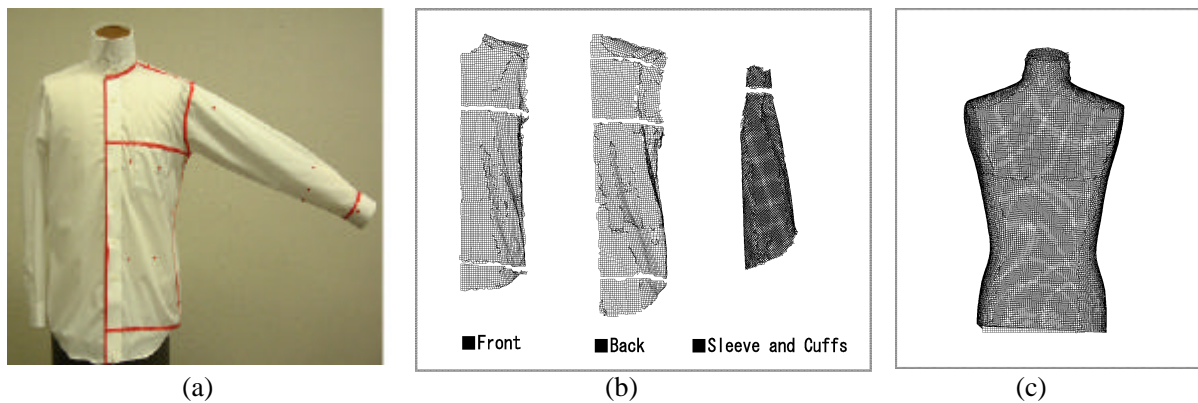 ■Front
■Back
■Sleeve and Cuffs
(a)
(b)
(c)